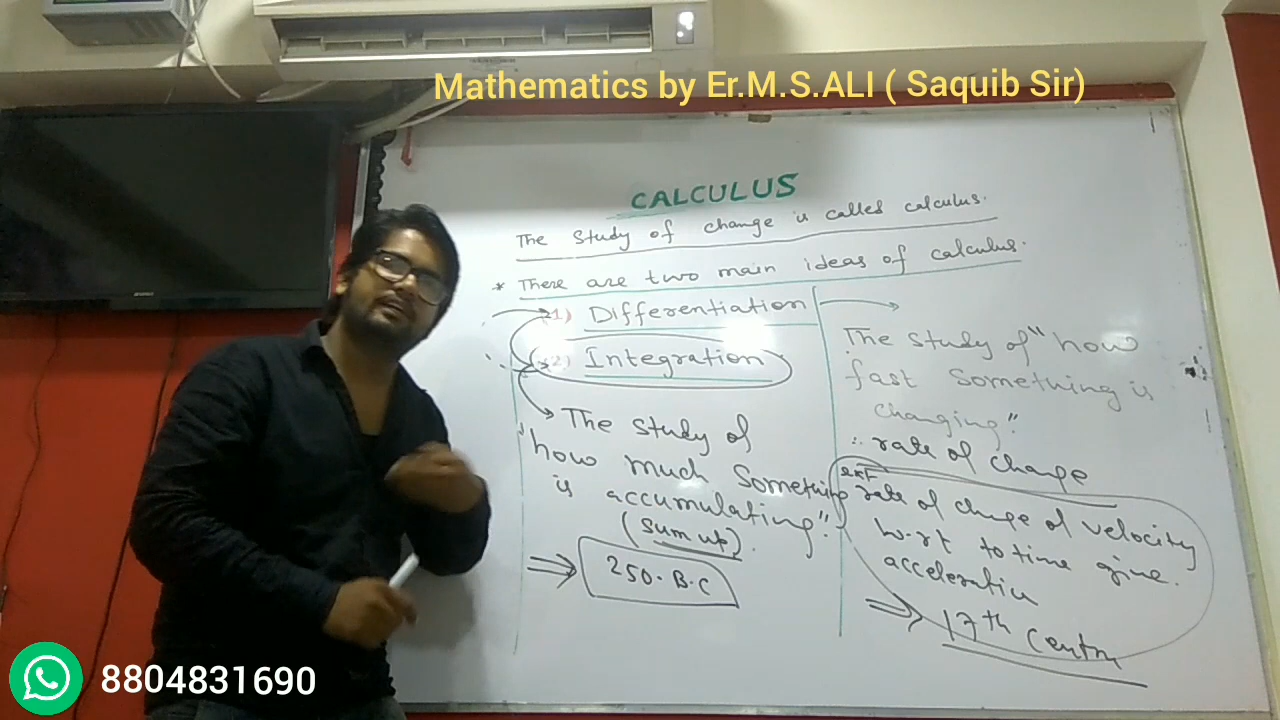 Mathematics by Er.M.S.ALI ( Saquib Sir)
CALCULUS
The study of change is called calculus.
* There are two main ideas of calculus.
(1) Differentiation
(2) Integration
The study of
"how much Something
is accumulating".
(Sum up).
⇒ 250.B.C
The study of "how
fast Something is
changing".
∴ rate of change
rate of change of velocity
w.r.t to time give.
⇒ 17th
8804831690